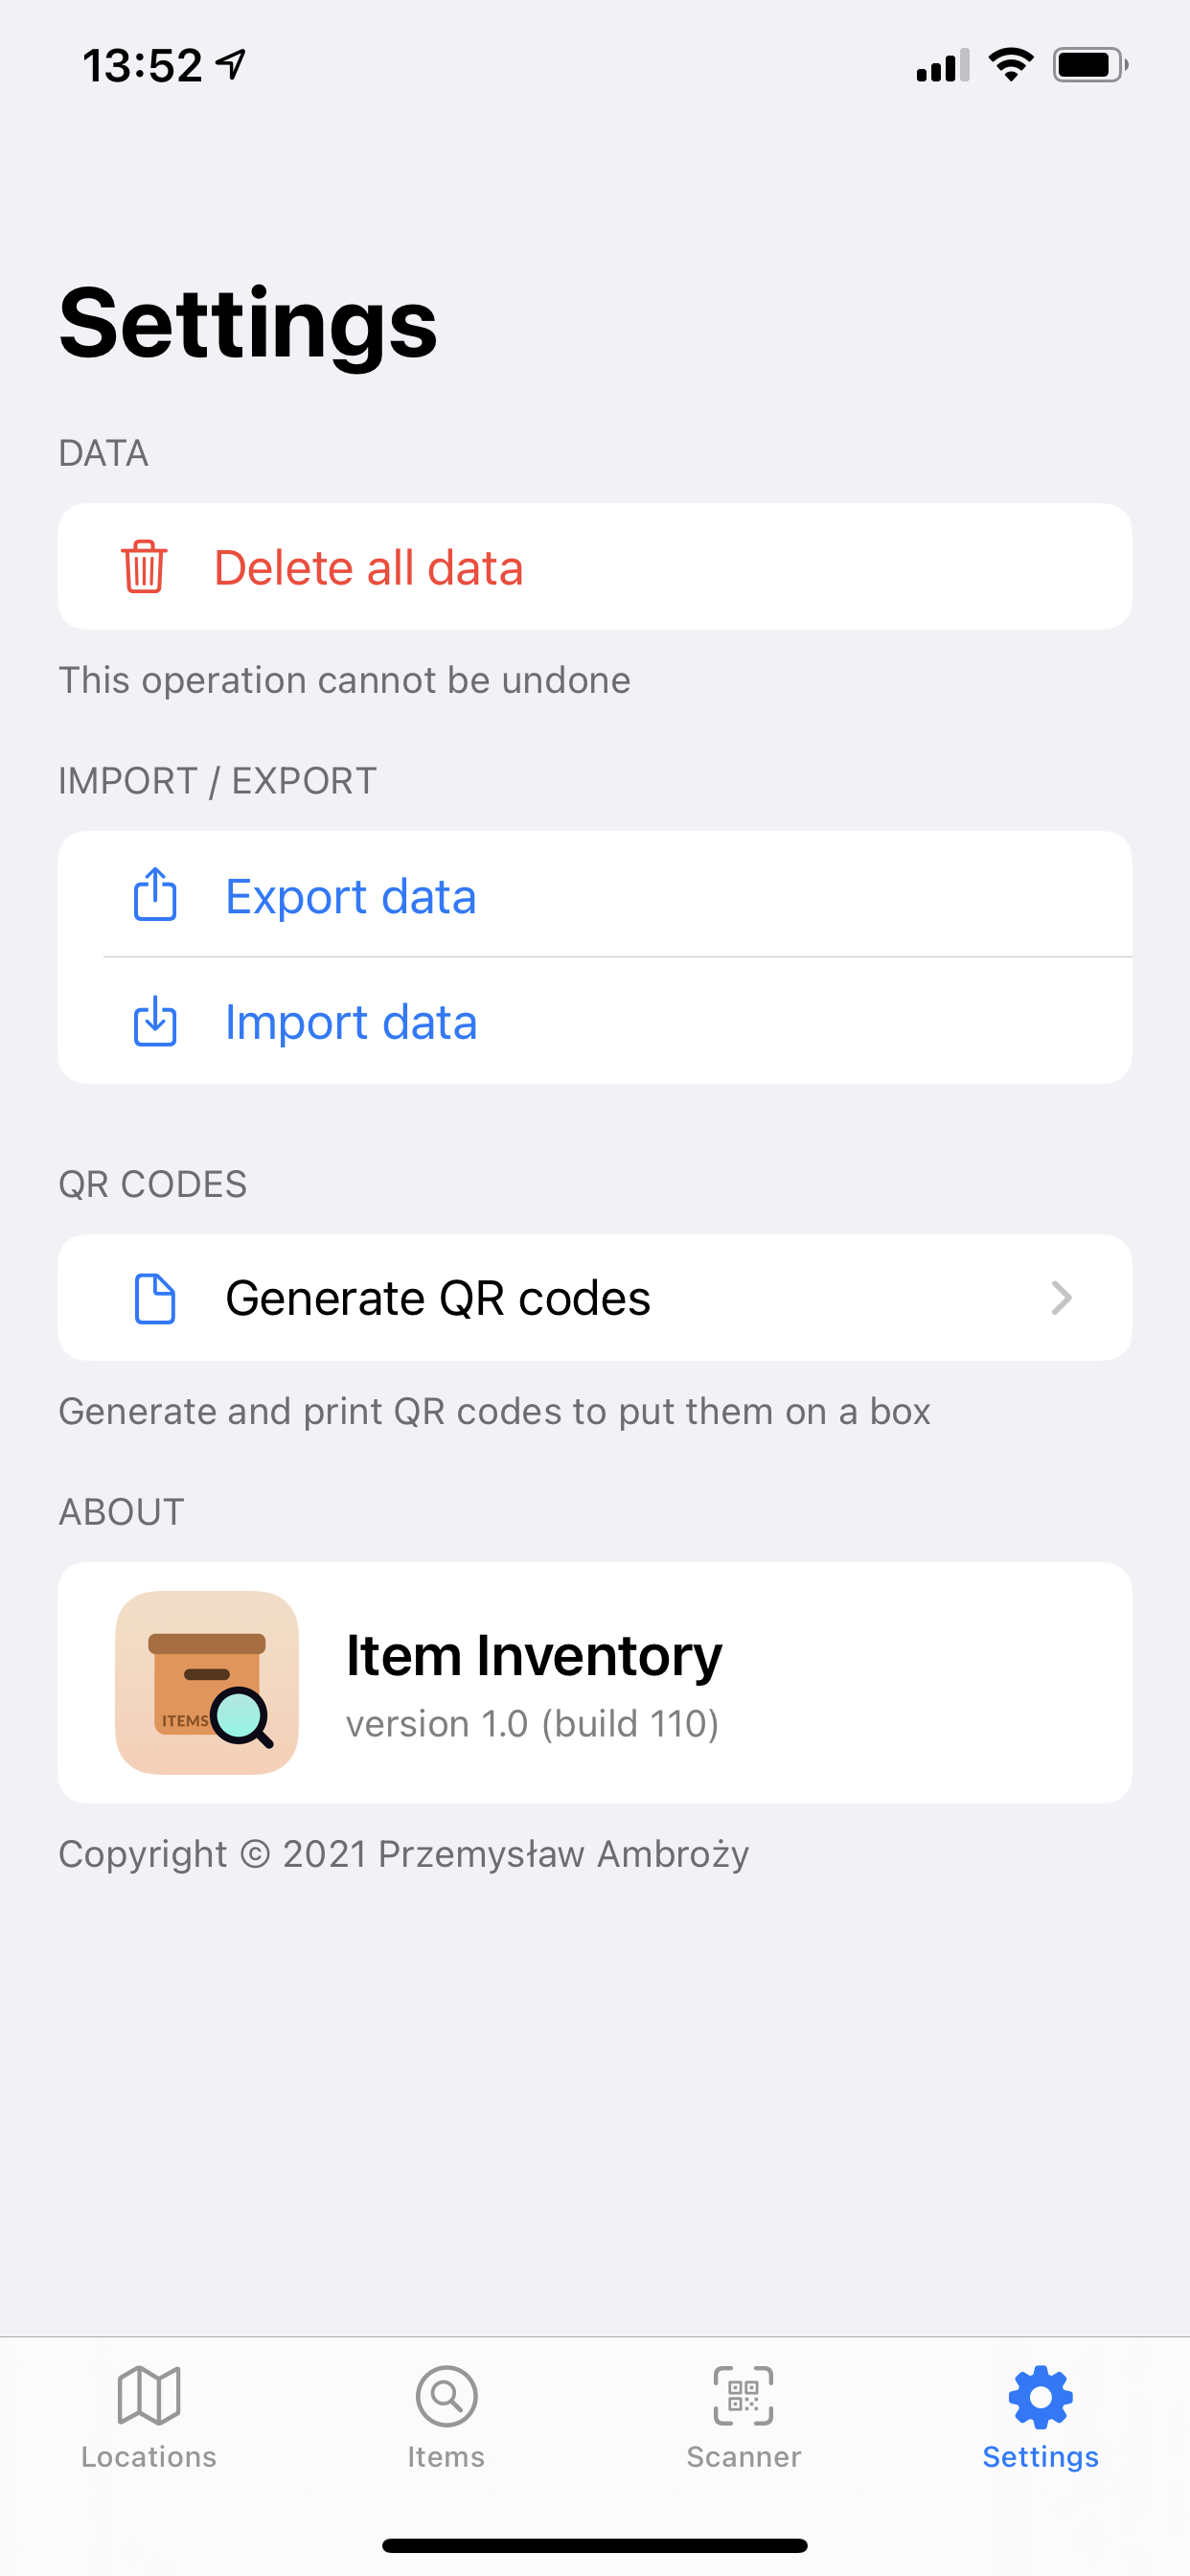 13:52
Settings
DATA
Delete all data
This operation cannot be undone
IMPORT / EXPORT
Export data
Import data
QR CODES
Generate QR codes
Generate and print QR codes to put them on a box
ABOUT
ITEMS
Item Inventory
version 1.0 (build 110)
Copyright © 2021 Przemysław Ambroży
Locations
Items
Scanner
Settings